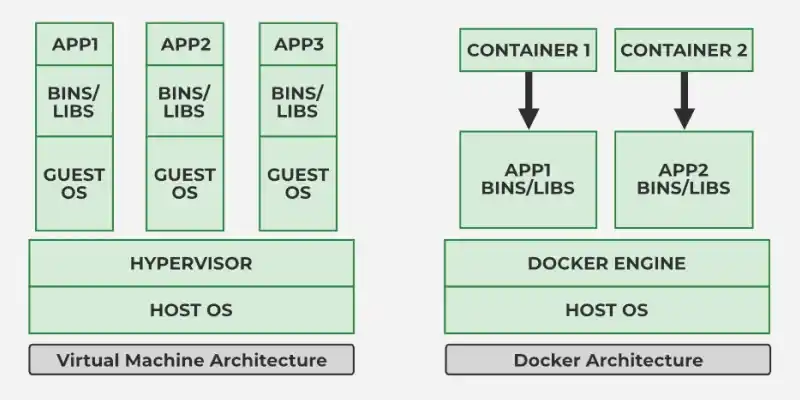 APP1
BINS/
LIBS
GUEST
OS
APP2
BINS/
LIBS
GUEST
OS
APP3
BINS/
LIBS
GUEST
OS
HYPERVISOR
HOST OS
Virtual Machine Architecture
CONTAINER 1
CONTAINER 2
APP1
BINS/LIBS
APP2
BINS/LIBS
DOCKER ENGINE
HOST OS
Docker Architecture